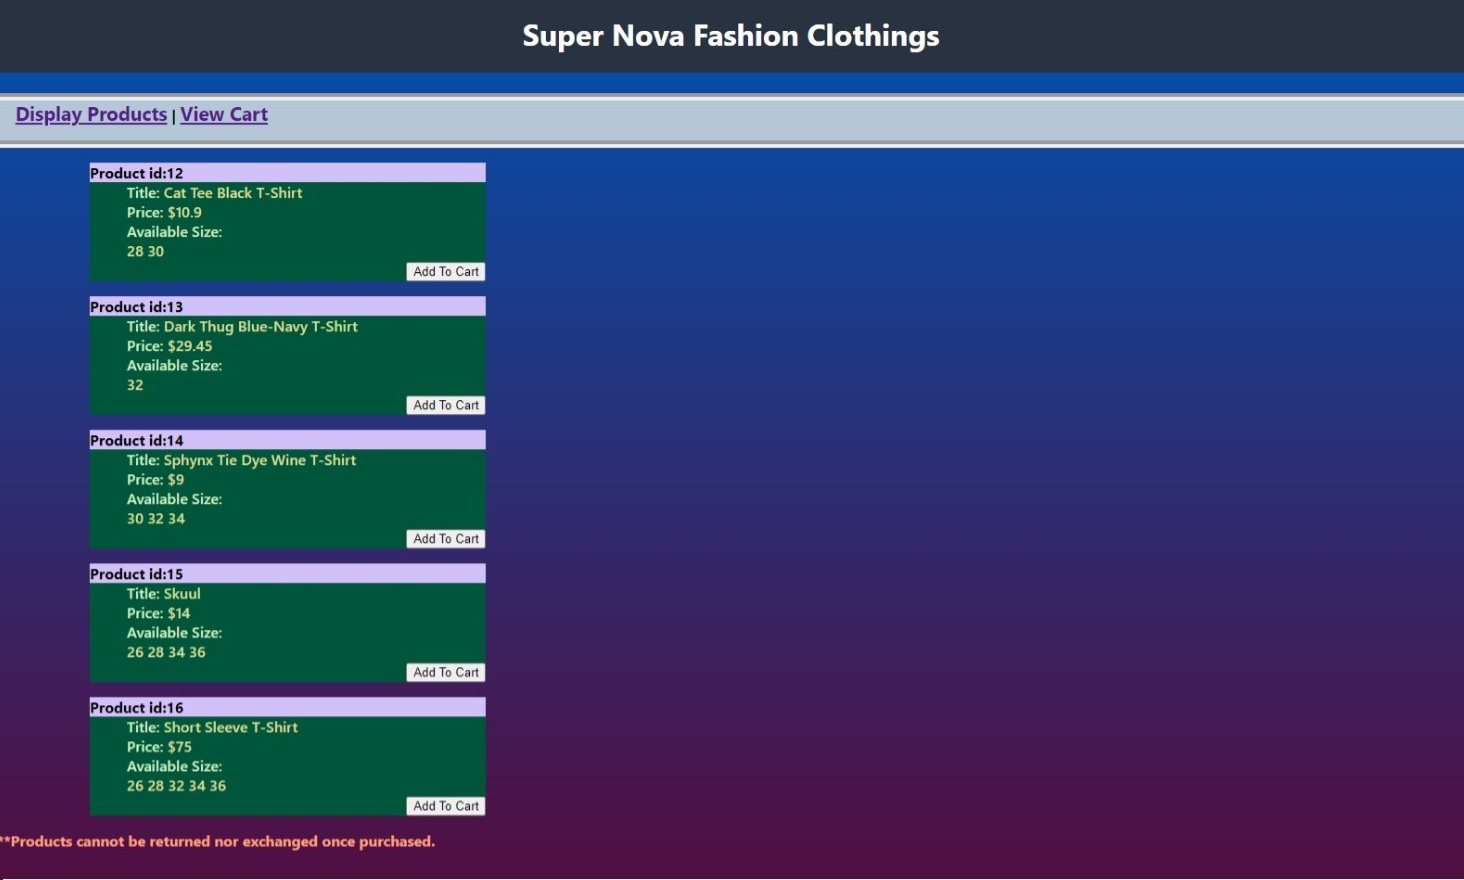 Super Nova Fashion Clothings
Display Products | View Cart
Product id:12
Title: Cat Tee Black T-Shirt
Price: $10.9
Available Size:
28 30
Add To Cart
Product id:13
Title: Dark Thug Blue-Navy T-Shirt
Price: $29.45
Available Size:
32
Add To Cart
Product id:14
Title: Sphynx Tie Dye Wine T-Shirt
Price: $9
Available Size:
30 32 34
Add To Cart
Product id:15
Title: Skuul
Price: $14
Available Size:
26 28 34 36
Add To Cart
Product id:16
Title: Short Sleeve T-Shirt
Price: $75
Available Size:
26 28 32 34 36
Add To Cart
**Products cannot be returned nor exchanged once purchased.